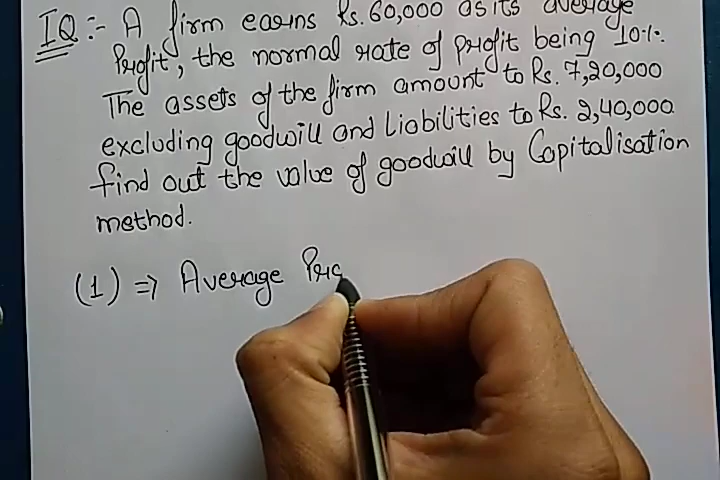 IQ :- A firm earns Rs. 60,000 as its average
Profit, the normal rate of profit being 10%.
The assets of the firm amount to Rs. 7,20,000
excluding goodwill and Liabilities to Rs. 2,40,000
find out the value of goodwill by Capitalisation
method.
(1) ⇒ Average Pro